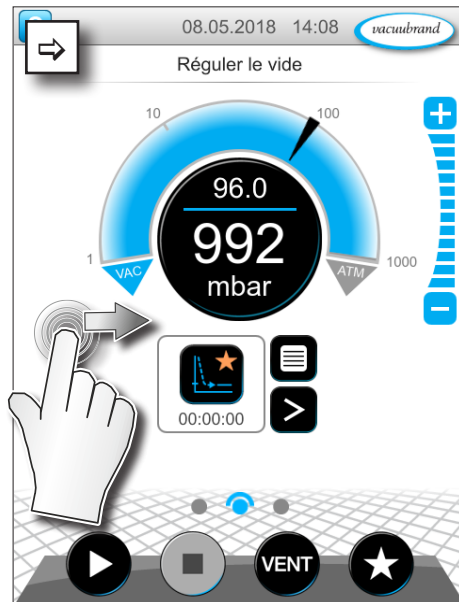 08.05.2018 14:08 vacuubrand
Réguler le vide
10
100
96.0
992
mbar
1
VAC
ATM
1000
00:00:00
VENT